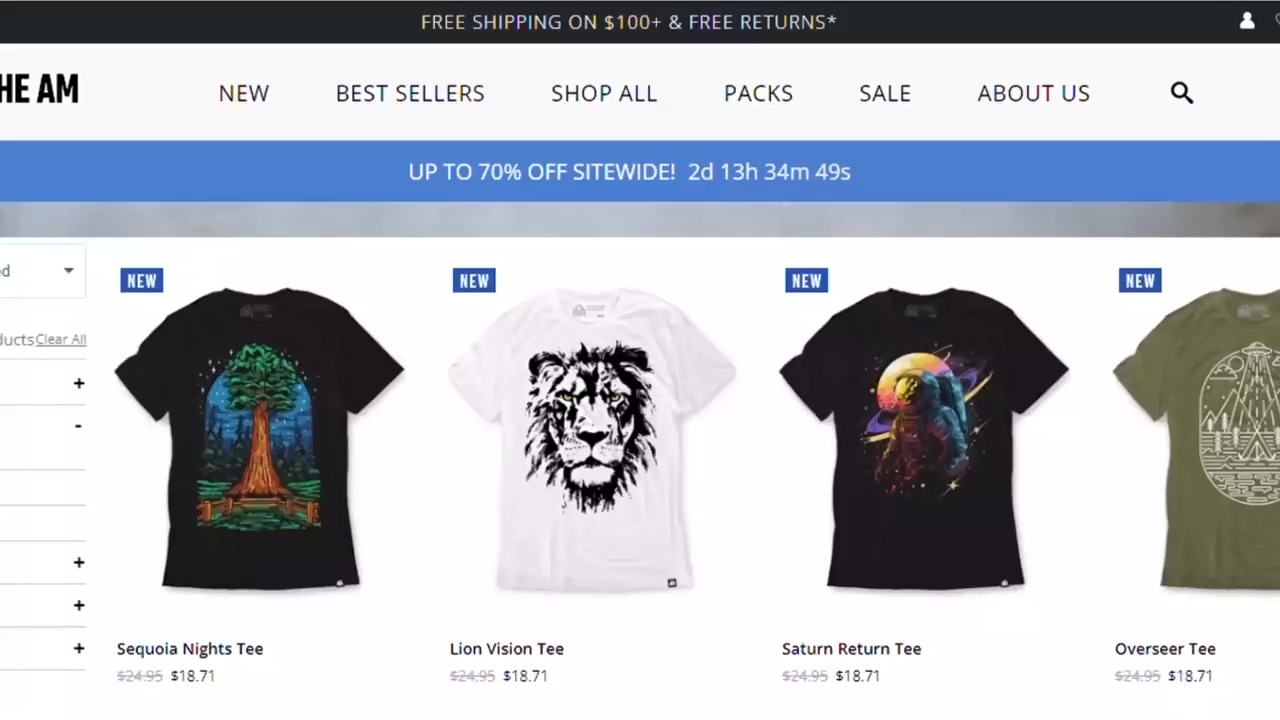 FREE SHIPPING ON $100+ & FREE RETURNS*
HE AM
NEW BEST SELLERS SHOP ALL PACKS SALE ABOUT US
UP TO 70% OFF SITEWIDE! 2d 13h 34m 49s
d
ductsClear All
+
-
+
+
+
NEW NEW NEW NEW
Sequoia Nights Tee Lion Vision Tee Saturn Return Tee Overseer Tee
$24.95 $18.71 $24.95 $18.71 $24.95 $18.71 $24.95 $18.71